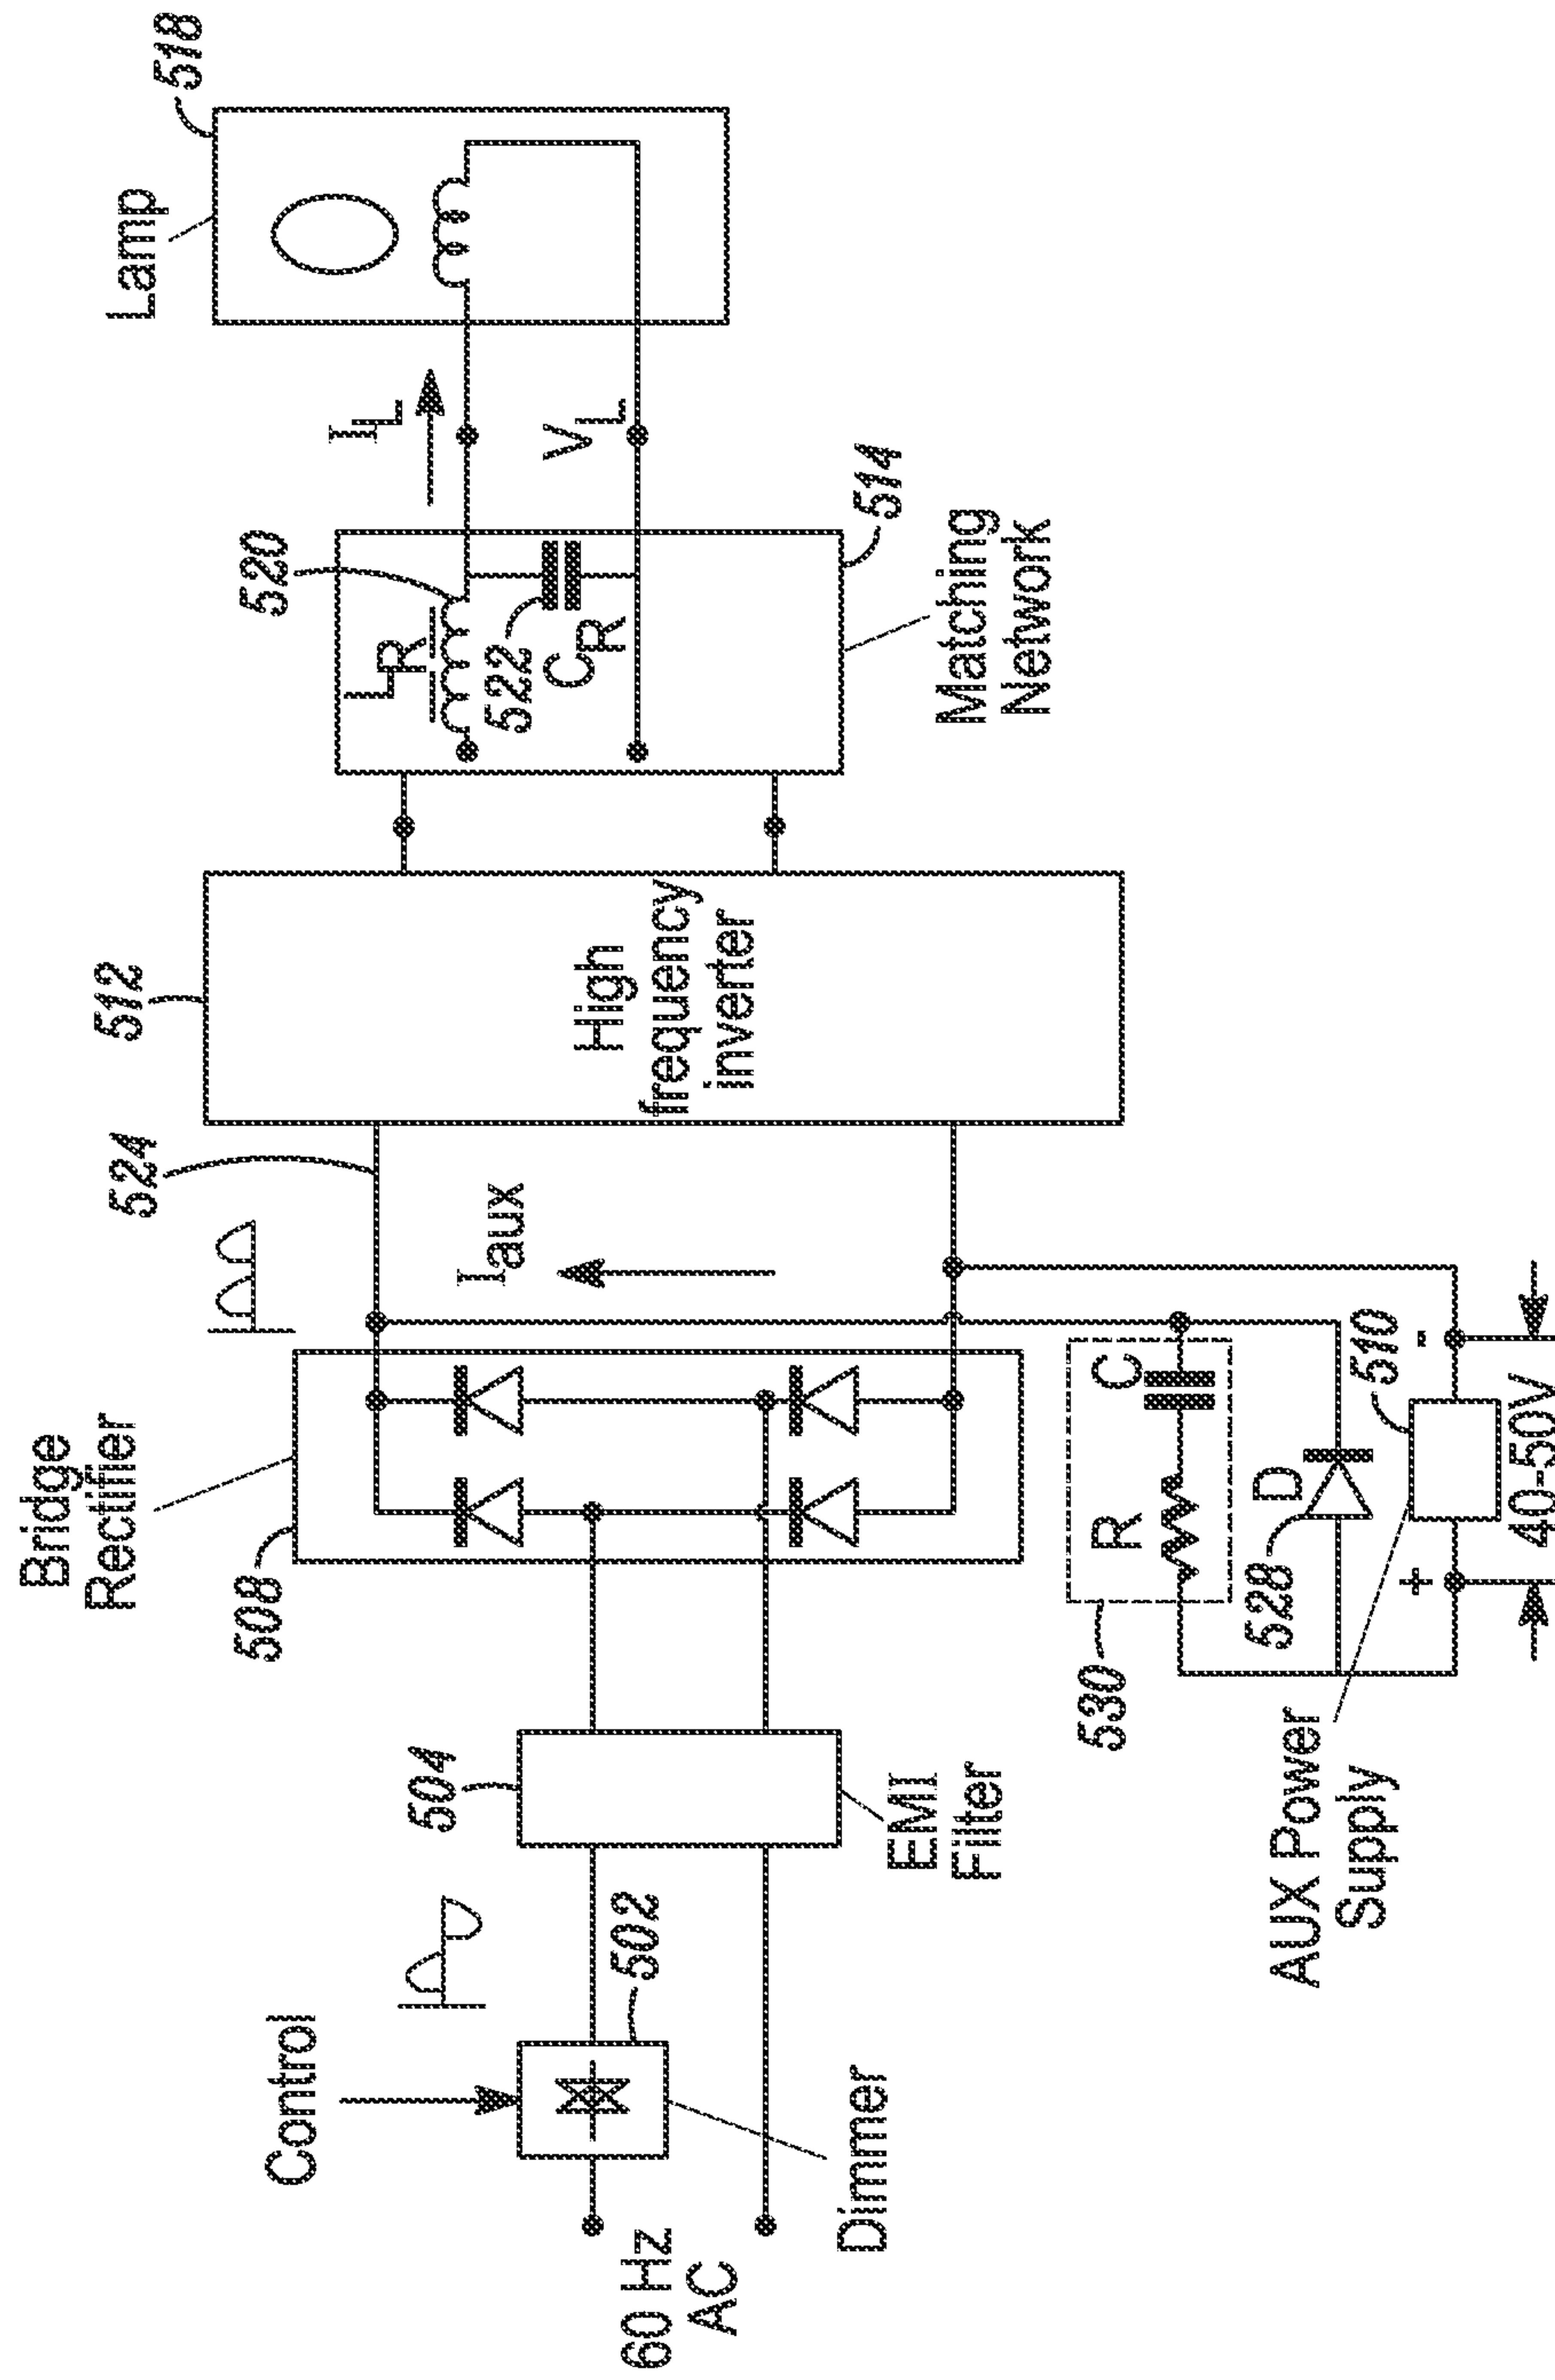 Control
60 Hz
AC
Dimmer
502
504
EMI
Filter
Bridge
Rectifier
508
524
I aux
512
High
frequency
inverter
520
L R
522
C R
514
Matching
Network
I L
V L
Lamp
518
530
R
C
528
D
AUX Power
Supply
510
+
-
40-50V